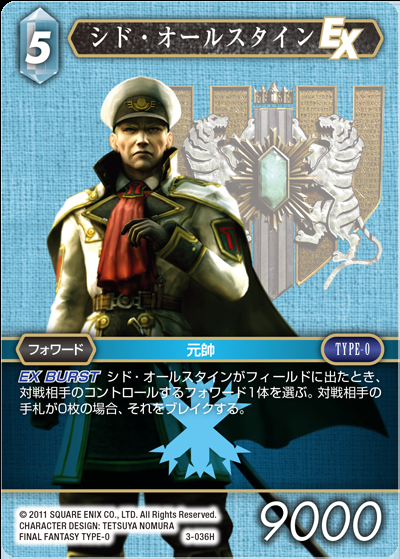 5
シド・オールスタイン EX
フォワード
元帥
TYPE-0
EX BURST シド・オールスタインがフィールドに出たとき、
対戦相手のコントロールするフォワード1体を選ぶ。対戦相手の
手札が0枚の場合、それをブレイクする。
© 2011 SQUARE ENIX CO., LTD. All Rights Reserved.
CHARACTER DESIGN: TETSUYA NOMURA
FINAL FANTASY TYPE-0
3-036H
9000